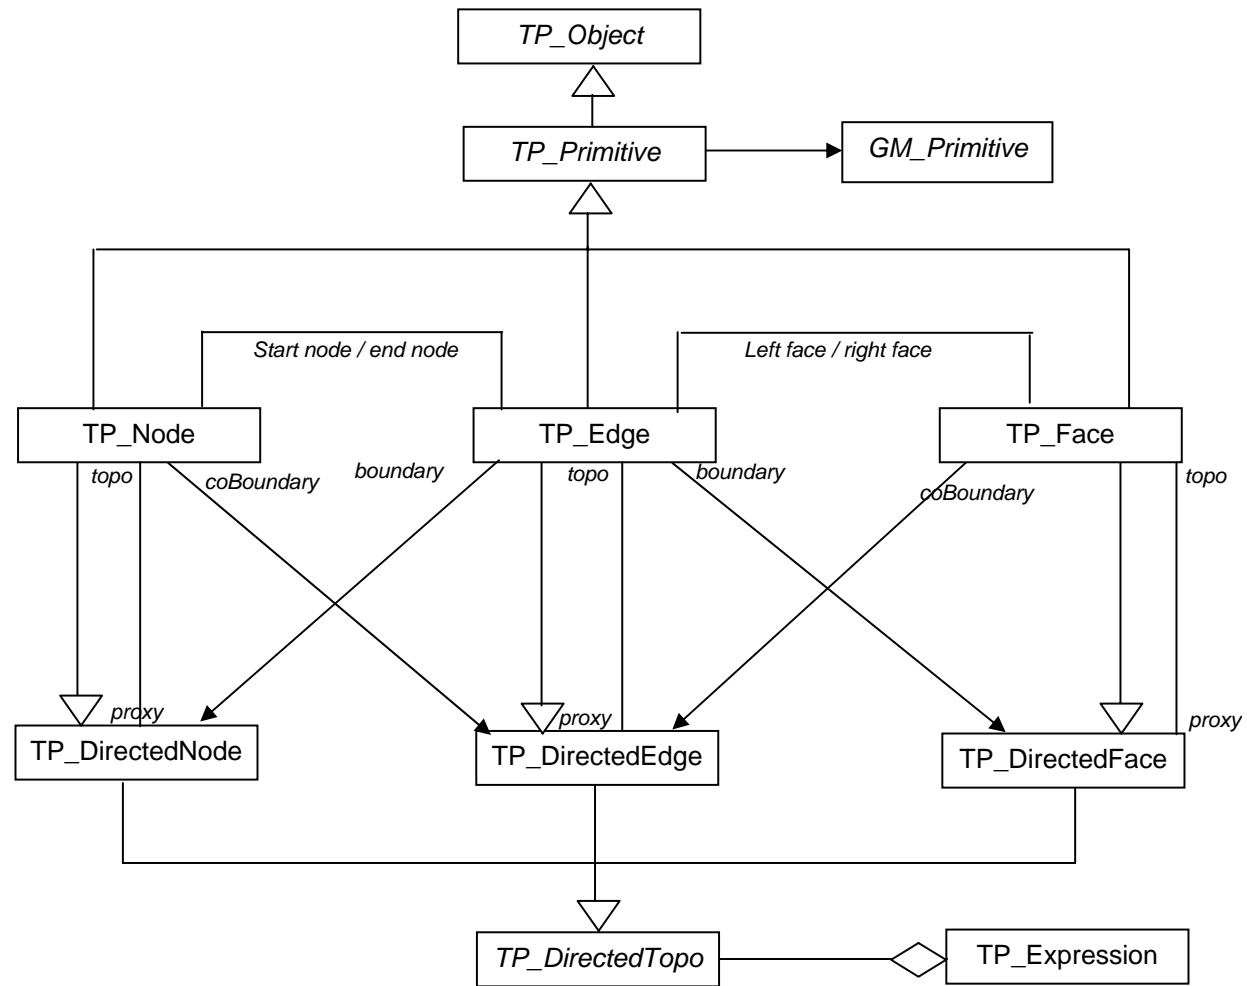 TP_Object
TP_Primitive
GM_Primitive
Start node / end node
Left face / right face
TP_Node
TP_Edge
TP_Face
topo
coBoundary
boundary
topo
boundary
coBoundary
topo
proxy
proxy
proxy
TP_DirectedNode
TP_DirectedEdge
TP_DirectedFace
TP_DirectedTopo
TP_Expression